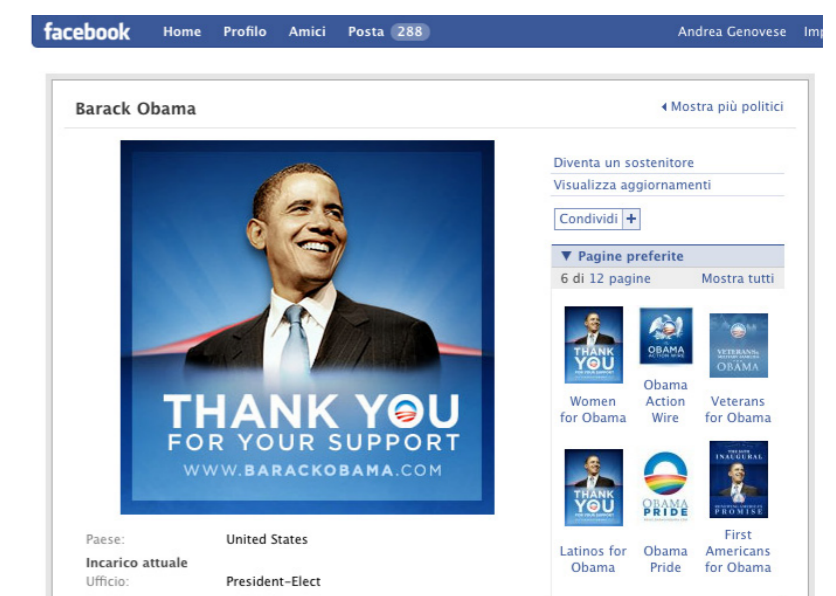 facebook Home Profilo Amici Posta 288 Andrea Genovese
Barack Obama
Mostra più politici
THANK YOU
FOR YOUR SUPPORT
WWW.BARACKOBAMA.COM
Paese: United States
Incarico attuale
Ufficio: President-Elect
Diventa un sostenitore
Visualizza aggiornamenti
Condividi +
Pagine preferite
6 di 12 pagine Mostra tutti
THANK
YOU
Women
for Obama
OBAMA
ACTION WIRE
Obama
Action
Wire
OBAMA
Veterans
for Obama
THANK
YOU
Latinos for
Obama
OBAMA
PRIDE
Obama
Pride
INAUGURAL
PROMISE
First
Americans
for Obama